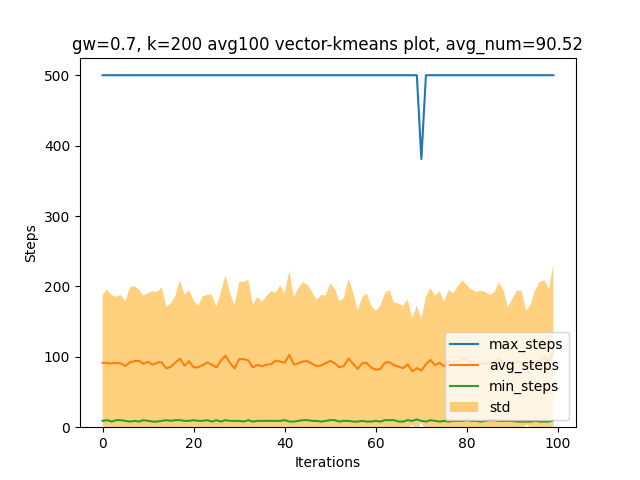 gw=0.7, k=200 avg100 vector-kmeans plot, avg_num=90.52
500
400
300
200
100
0
Steps
0 20 40 60 80 100
Iterations
max_steps
avg_steps
min_steps
std